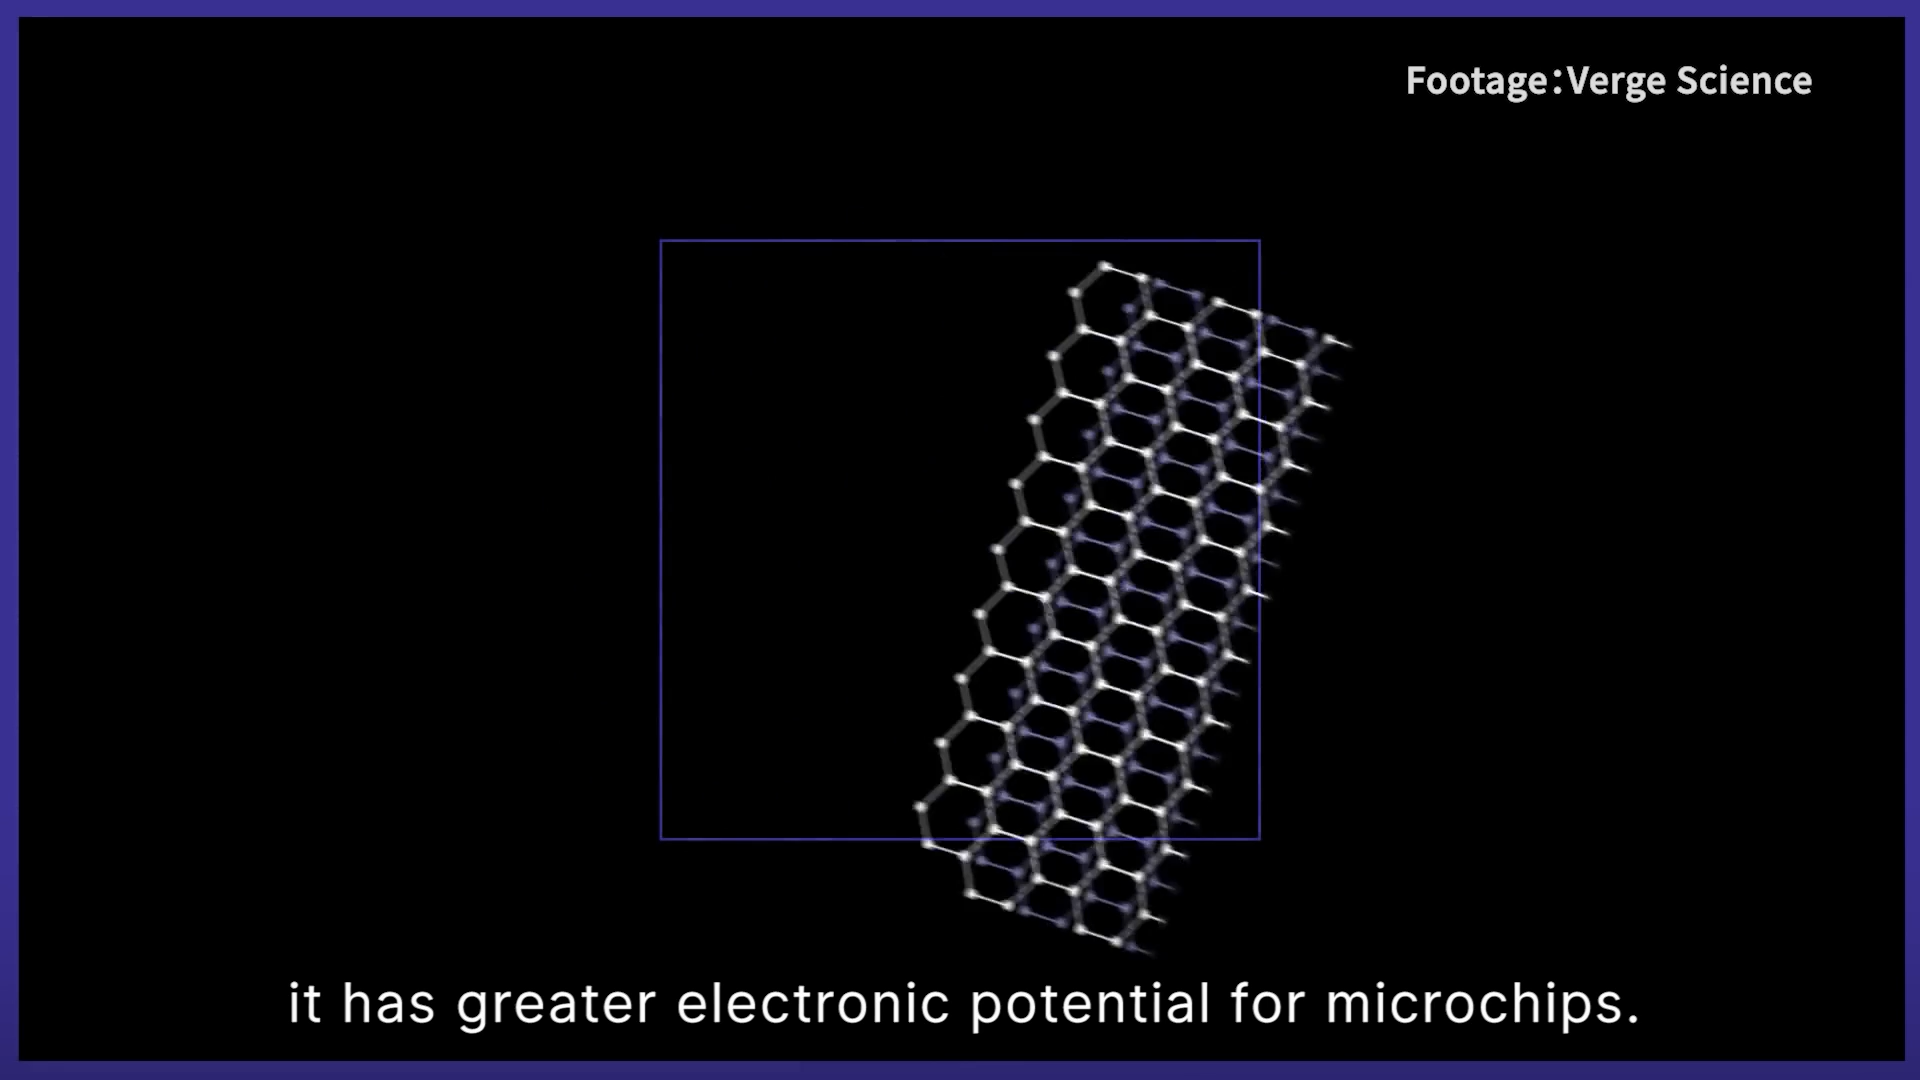 Footage:Verge Science
it has greater electronic potential for microchips.